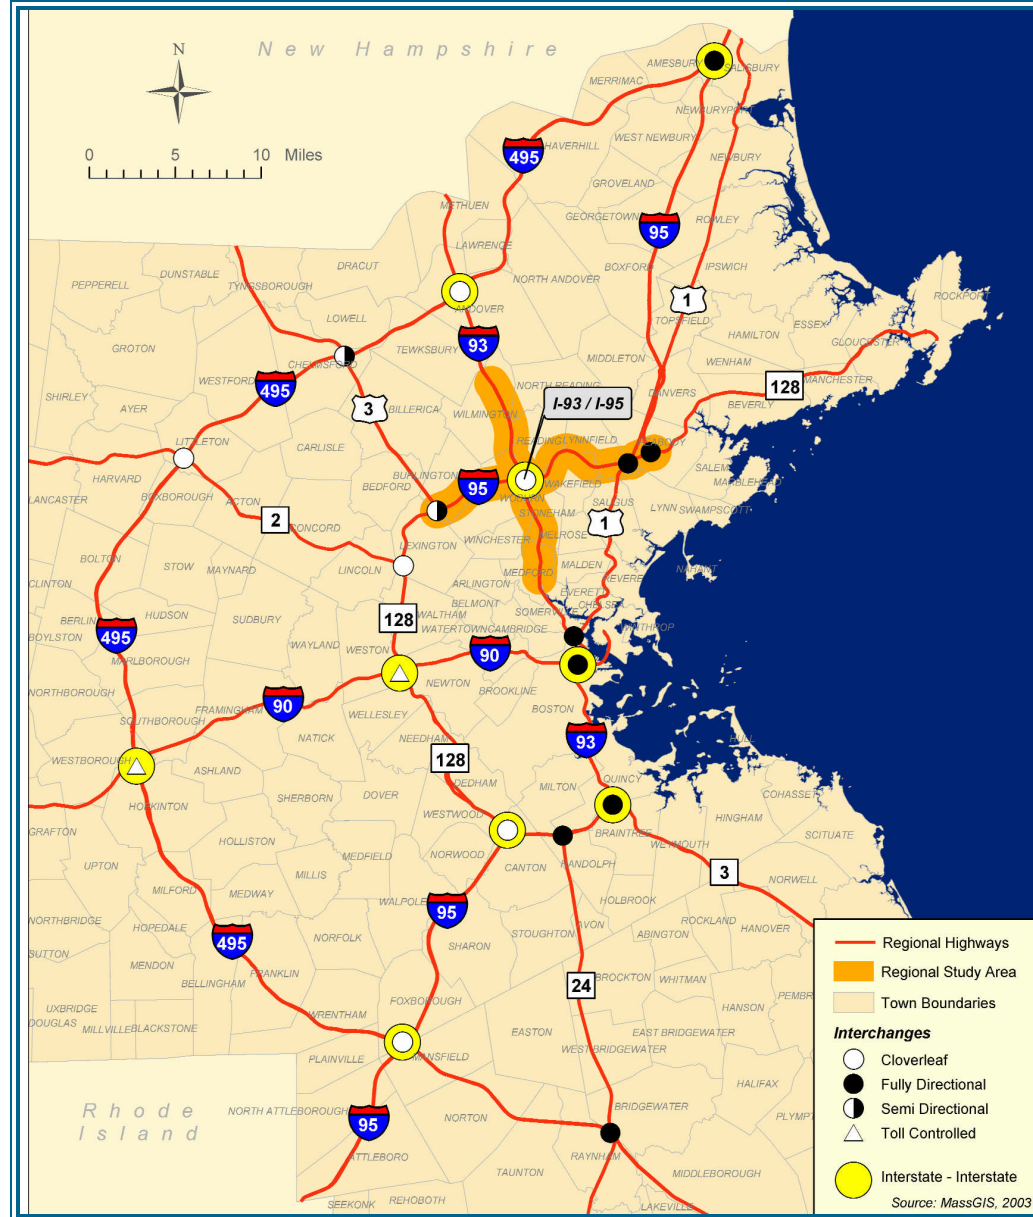 New Hampshire
N
0 5 10 Miles
AMESBURY
SALISBURY
MERRIMAC
NEWBURYPORT
WEST NEWBURY
495
HAVERHILL
NEWBURY
GROVELAND
METHUEN
GEORGETOWN
95
ROWLEY
LAWRENCE
DRACUT
DUNSTABLE
PEPPERELL
TYNGSBOROUGH
NORTH ANDOVER
BOXFORD
IPSWICH
1
ROCKPORT
ANDOVER
LOWELL
TOPSFIELD
ESSEX
HAMILTON
GLOUCESTER
GROTON
93
TEWKSBURY
MIDDLETON
WENHAM
CHELMSFORD
WESTFORD
495
NORTH READING
128
MANCHESTER
SHIRLEY
AYER
3
BILLERICA
WILMINGTON
I-93 / I-95
DANVERS
BEVERLY
LITTLETON
CARLISLE
READING
LYNNFIELD
PEABODY
HARVARD
BURLINGTON
BEDFORD
95
WAKEFIELD
SALEM
MARBLEHEAD
LANCASTER
BOXBOROUGH
ACTON
WOBURN
SAUGUS
LYNN
SWAMPSCOTT
2
CONCORD
STONEHAM
1
LEXINGTON
WINCHESTER
MELROSE
BOLTON
STOW
MAYNARD
LINCOLN
MEDFORD
MALDEN
REVERE
NAHANT
CLINTON
ARLINGTON
EVERETT
BELMONT
CHELSEA
BERLIN
HUDSON
SUDBURY
128
WALTHAM
SOMERVILLE
BOYLSTON
495
WATERTOWN
CAMBRIDGE
WINTHROP
WAYLAND
WESTON
90
MARLBOROUGH
NEWTON
BROOKLINE
NORTHBOROUGH
FRAMINGHAM
90
BOSTON
SOUTHBOROUGH
WELLESLEY
NATICK
NEEDHAM
93
HULL
WESTBOROUGH
128
ASHLAND
DEDHAM
QUINCY
MILTON
SHERBORN
DOVER
COHASSET
HOPKINTON
WESTWOOD
HINGHAM
GRAFTON
BRAINTREE
SCITUATE
HOLLISTON
WEYMOUTH
MEDFIELD
NORWOOD
CANTON
RANDOLPH
UPTON
3
NORWELL
MILLIS
MILFORD
MEDWAY
WALPOLE
95
HOLBROOK
NORTHBRIDGE
HOPEDALE
ROCKLAND
AVON
HANOVER
STOUGHTON
ABINGTON
NORFOLK
495
SHARON
SUTTON
MENDON
FRANKLIN
BROCKTON
WHITMAN
BELLINGHAM
24
FOXBOROUGH
UXBRIDGE
HANSON
PEMBR
WRENTHAM
DOUGLAS
MILLVILLE
BLACKSTONE
EASTON
EAST BRIDGEWATER
WEST BRIDGEWATER
PLAINVILLE
MANSFIELD
HALIFAX
Rhode
Island
NORTH ATTLEBOROUGH
95
NORTON
BRIDGEWATER
PLYMPT
ATTLEBORO
RAYNHAM
TAUNTON
MIDDLEBOROUGH
REHOBOTH
SEEKONK
LAKEVILLE
Regional Highways
Regional Study Area
Town Boundaries
Interchanges
Cloverleaf
Fully Directional
Semi Directional
Toll Controlled
Interstate - Interstate
Source: MassGIS, 2003